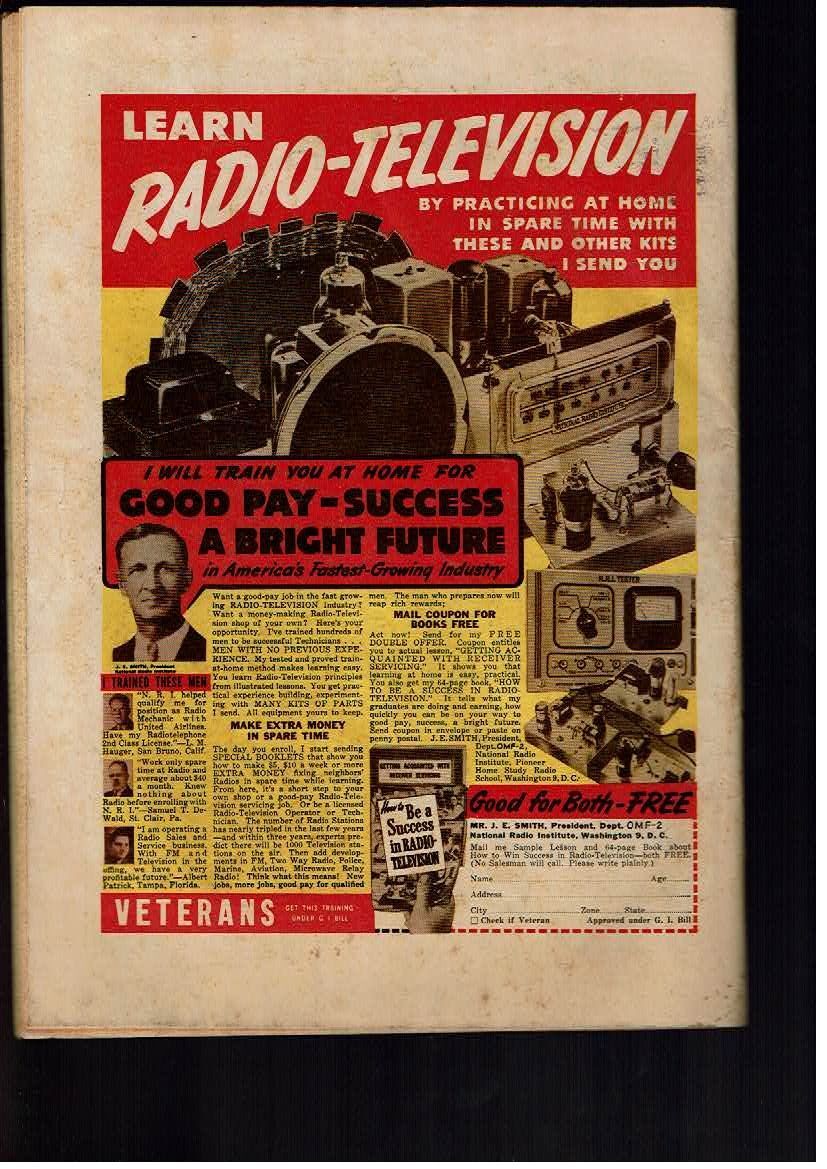 LEARN
RADIO-TELEVISION
BY PRACTICING AT HOME
IN SPARE TIME WITH
THESE AND OTHER KITS
I SEND YOU
NATIONAL RADIO INSTITUTE
I WILL TRAIN YOU AT HOME FOR
GOOD PAY-SUCCESS
A BRIGHT FUTURE
in America's Fastest-Growing Industry
J. E. SMITH, President
National Radio Institute
I TRAINED THESE MEN
"N. R. I. helped
qualify me for
position as Radio
Mechanic with
United Airlines.
Have my Radiotelephone
2nd Class License."—L. M.
Hauger, San Bruno, Calif.
"Work only spare
time at Radio and
average about $40
a month. Knew
nothing about
Radio before enrolling with
N. R. I."—Samuel T. De-
Wald, St. Clair, Pa.
"I am operating a
Radio Sales and
Service business.
With FM and
Television in the
offing, we have a very
profitable future."—Albert
Patrick, Tampa, Florida.
Want a good-pay job in the fast grow-
ing RADIO-TELEVISION Industry?
Want a money-making Radio-Televi-
sion shop of your own? Here's your
opportunity. I've trained hundreds of
men to be successful Technicians . . .
MEN WITH NO PREVIOUS EXPE-
RIENCE. My tested and proved train-
at-home method makes learning easy.
You learn Radio-Television principles
from illustrated lessons. You get prac-
tical experience building, experiment-
ing with MANY KITS OF PARTS
I send. All equipment yours to keep.
MAKE EXTRA MONEY
IN SPARE TIME
The day you enroll, I start sending
SPECIAL BOOKLETS that show you
how to make $5, $10 a week or more
EXTRA MONEY fixing neighbors'
Radios in spare time while learning.
From here, it's a short step to your
own shop or a good-pay Radio-Tele-
vision servicing job. Or be a licensed
Radio-Television Operator or Tech-
nician. The number of Radio Stations
has nearly tripled in the last few years
—and within three years, experts pre-
dict there will be 1000 Television sta-
tions on the air. Then add develop-
ments in FM, Two Way Radio, Police,
Marine, Aviation, Microwave Relay
Radio! Think what this means! New
jobs, more jobs, good pay for qualified
men. The man who prepares now will
reap rich rewards;
MAIL COUPON FOR
BOOKS FREE
Act now! Send for my FREE
DOUBLE OFFER. Coupon entitles
you to actual lesson, "GETTING AC-
QUAINTED WITH RECEIVER
SERVICING." It shows you that
learning at home is easy, practical.
You also get my 64-page book, "HOW
TO BE A SUCCESS IN RADIO-
TELEVISION." It tells what my
graduates are doing and earning, how
quickly you can be on your way to
good pay, success, a bright future.
Send coupon in envelope or paste on
penny postal. J. E. SMITH, President,
Dept. OMF-2,
National Radio
Institute, Pioneer
Home Study Radio
School, Washington 9, D. C.
N.R.I. TESTER
GETTING ACQUAINTED WITH
RECEIVER SERVICING
How to
Be a
Success
in RADIO-
TELEVISION
Good for Both-FREE
MR. J. E. SMITH, President, Dept. OMF-2
National Radio Institute, Washington 9, D. C.
Mail me Sample Lesson and 64-page Book about
How to Win Success in Radio-Television—both FREE.
(No Salesman will call. Please write plainly.)
Name Age
Address
City Zone State
Check if Veteran Approved under G. I. Bill
VETERANS
GET THIS TRAINING
UNDER G I BILL